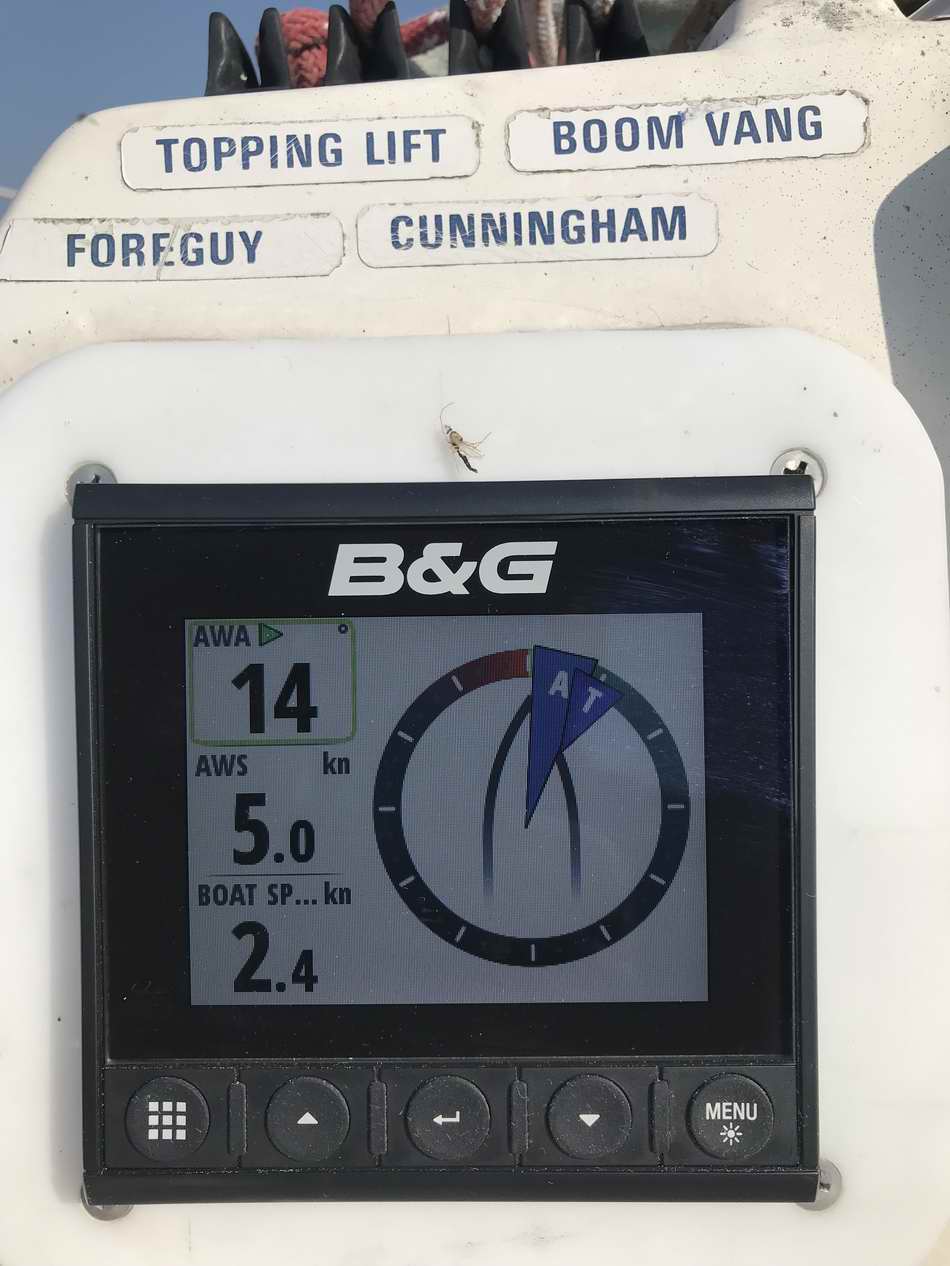 TOPPING LIFT
BOOM VANG
FOREGUY
CUNNINGHAM
B&G
AWA °
14
AWS kn
5.0
BOAT SP... kn
2.4
A T
MENU